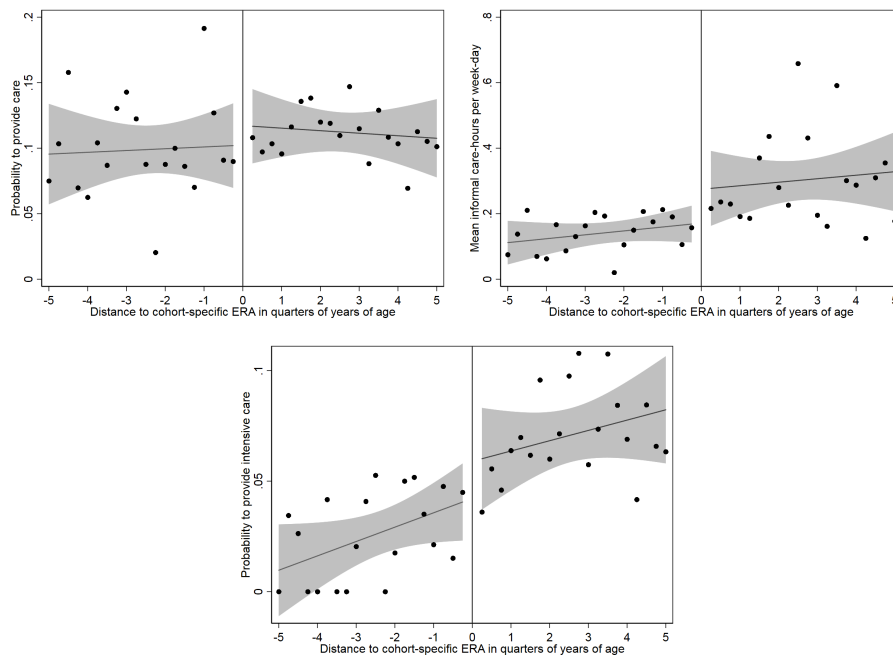 Probability to provide care
0 .05 .1 .15 .2
-5 -4 -3 -2 -1 0 1 2 3 4 5
Distance to cohort-specific ERA in quarters of years of age
Mean informal care-hours per week-day
0 .2 .4 .6 .8
-5 -4 -3 -2 -1 0 1 2 3 4 5
Distance to cohort-specific ERA in quarters of years of age
Probability to provide intensive care
0 .05 .1
-5 -4 -3 -2 -1 0 1 2 3 4 5
Distance to cohort-specific ERA in quarters of years of age